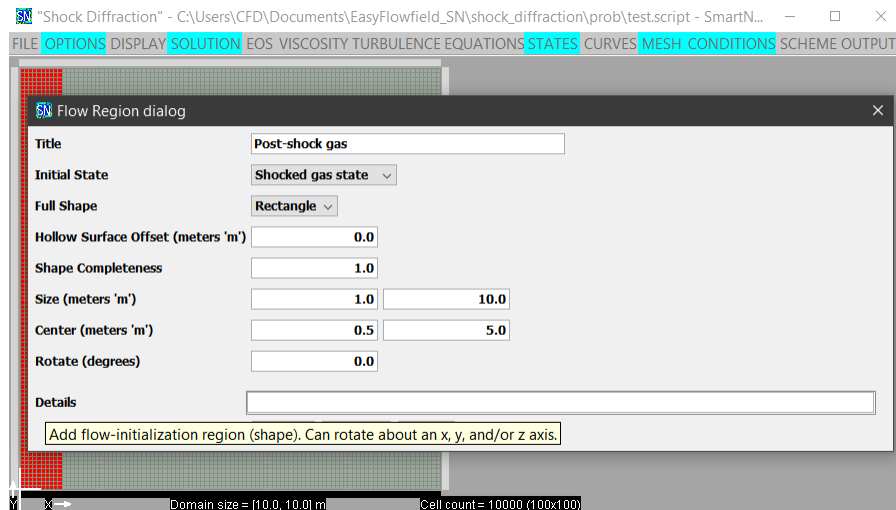 "Shock Diffraction" - C:\Users\CFD\Documents\EasyFlowfield_SN\shock_diffraction\prob\test.script - SmartN...
FILE OPTIONS DISPLAY SOLUTION EOS VISCOSITY TURBULENCE EQUATIONS STATES CURVES MESH CONDITIONS SCHEME OUTPUT
SN Flow Region dialog
Title Post-shock gas
Initial State Shocked gas state
Full Shape Rectangle
Hollow Surface Offset (meters 'm') 0.0
Shape Completeness 1.0
Size (meters 'm') 1.0 10.0
Center (meters 'm') 0.5 5.0
Rotate (degrees) 0.0
Details
Add flow-initialization region (shape). Can rotate about an x, y, and/or z axis.
Y X Domain size = [10.0, 10.0] m Cell count = 10000 (100x100)